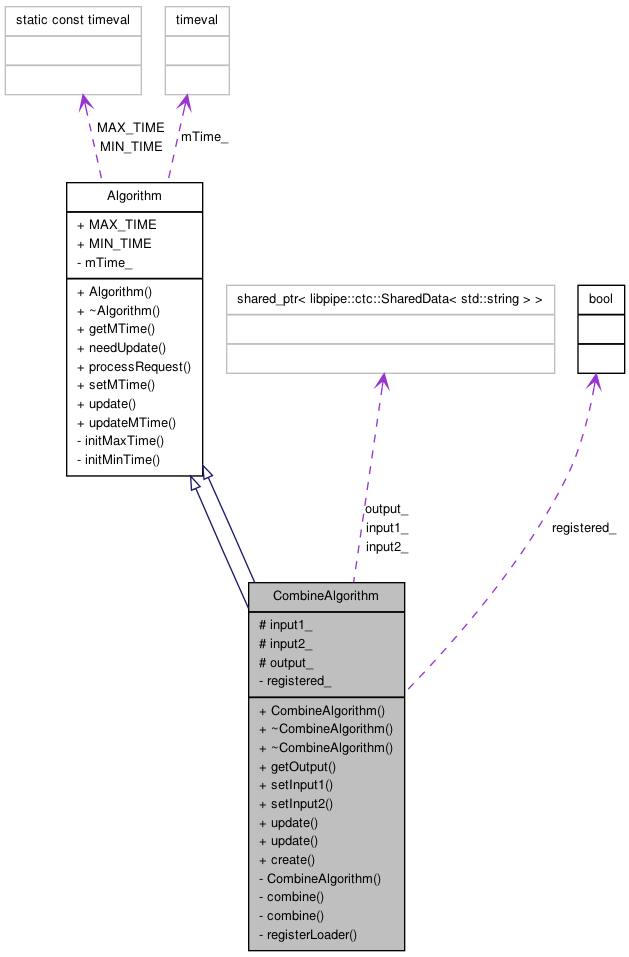 static const timeval
timeval
MAX_TIME
MIN_TIME
mTime_
Algorithm
+ MAX_TIME
+ MIN_TIME
- mTime_
+ Algorithm()
+ ~Algorithm()
+ getMTime()
+ needUpdate()
+ processRequest()
+ setMTime()
+ update()
+ updateMTime()
- initMaxTime()
- initMinTime()
shared_ptr< libpipe::ctc::SharedData< std::string > >
bool
output_
input1_
input2_
registered_
CombineAlgorithm
# input1_
# input2_
# output_
- registered_
+ CombineAlgorithm()
+ ~CombineAlgorithm()
+ ~CombineAlgorithm()
+ getOutput()
+ setInput1()
+ setInput2()
+ update()
+ update()
+ create()
- CombineAlgorithm()
- combine()
- combine()
- registerLoader()